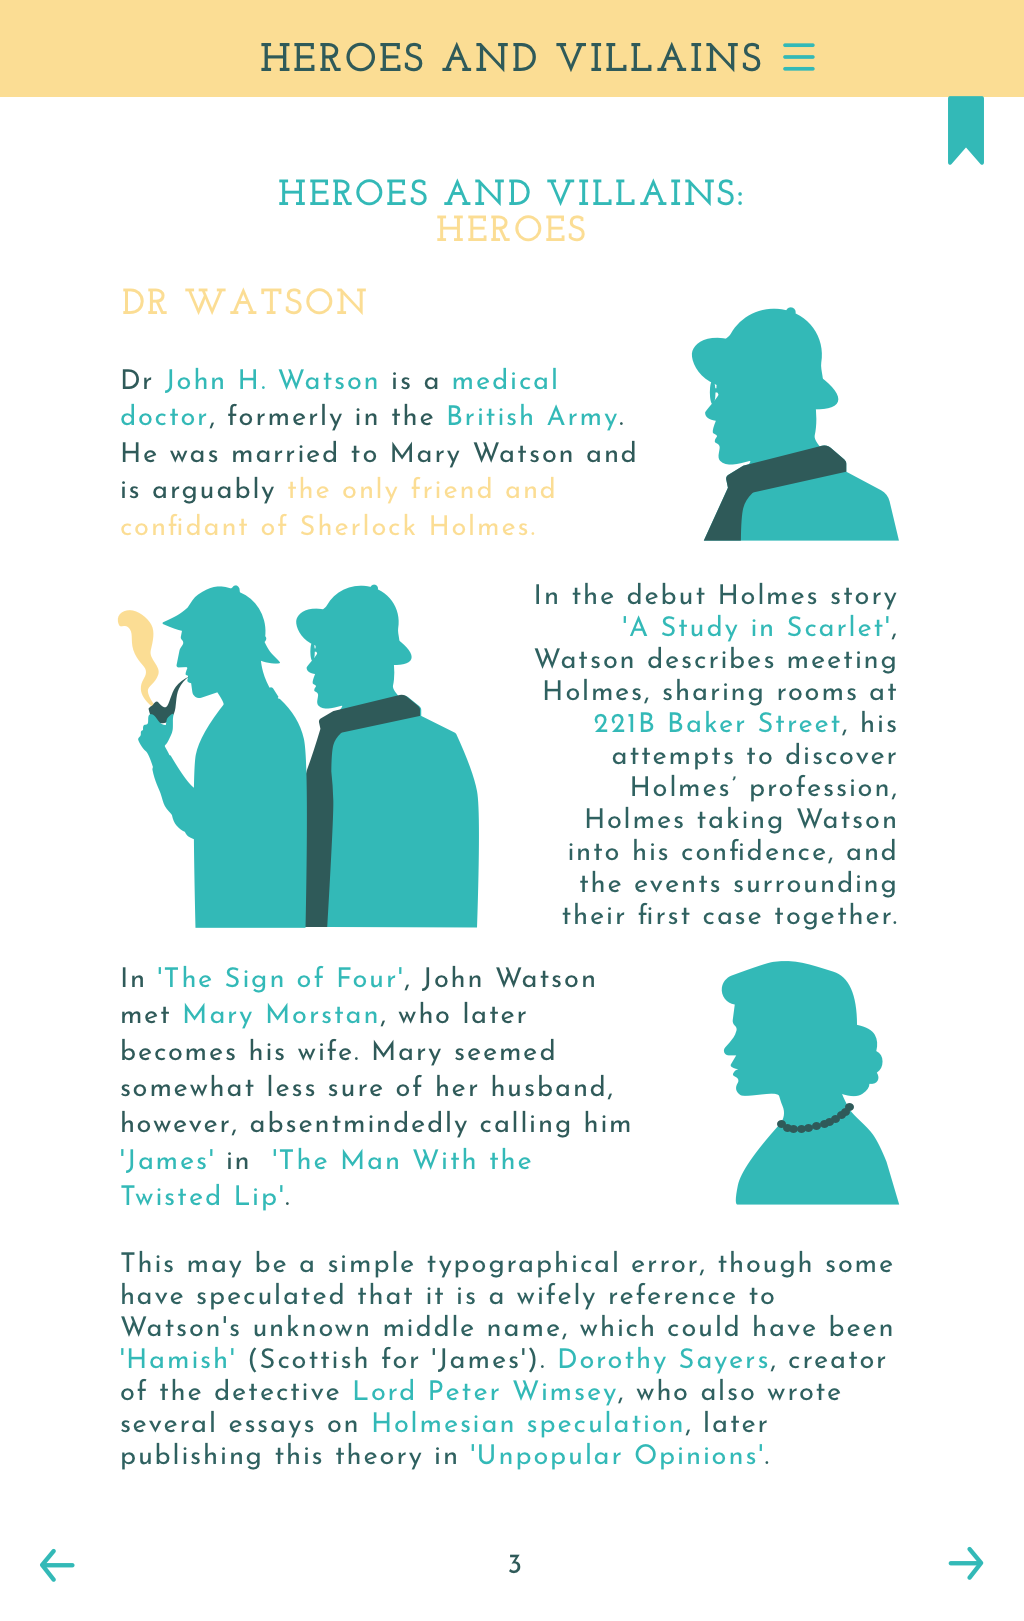 HEROES AND VILLAINS
HEROES AND VILLAINS:
HEROES
DR WATSON
Dr John H. Watson is a medical
doctor, formerly in the British Army.
He was married to Mary Watson and
is arguably the only friend and
confidant of Sherlock Holmes.
In the debut Holmes story
'A Study in Scarlet',
Watson describes meeting
Holmes, sharing rooms at
221B Baker Street, his
attempts to discover
Holmes’ profession,
Holmes taking Watson
into his confidence, and
the events surrounding
their first case together.
In 'The Sign of Four', John Watson
met Mary Morstan, who later
becomes his wife. Mary seemed
somewhat less sure of her husband,
however, absentmindedly calling him
'James' in 'The Man With the
Twisted Lip'.
This may be a simple typographical error, though some
have speculated that it is a wifely reference to
Watson's unknown middle name, which could have been
'Hamish' (Scottish for 'James'). Dorothy Sayers, creator
of the detective Lord Peter Wimsey, who also wrote
several essays on Holmesian speculation, later
publishing this theory in 'Unpopular Opinions'.
3